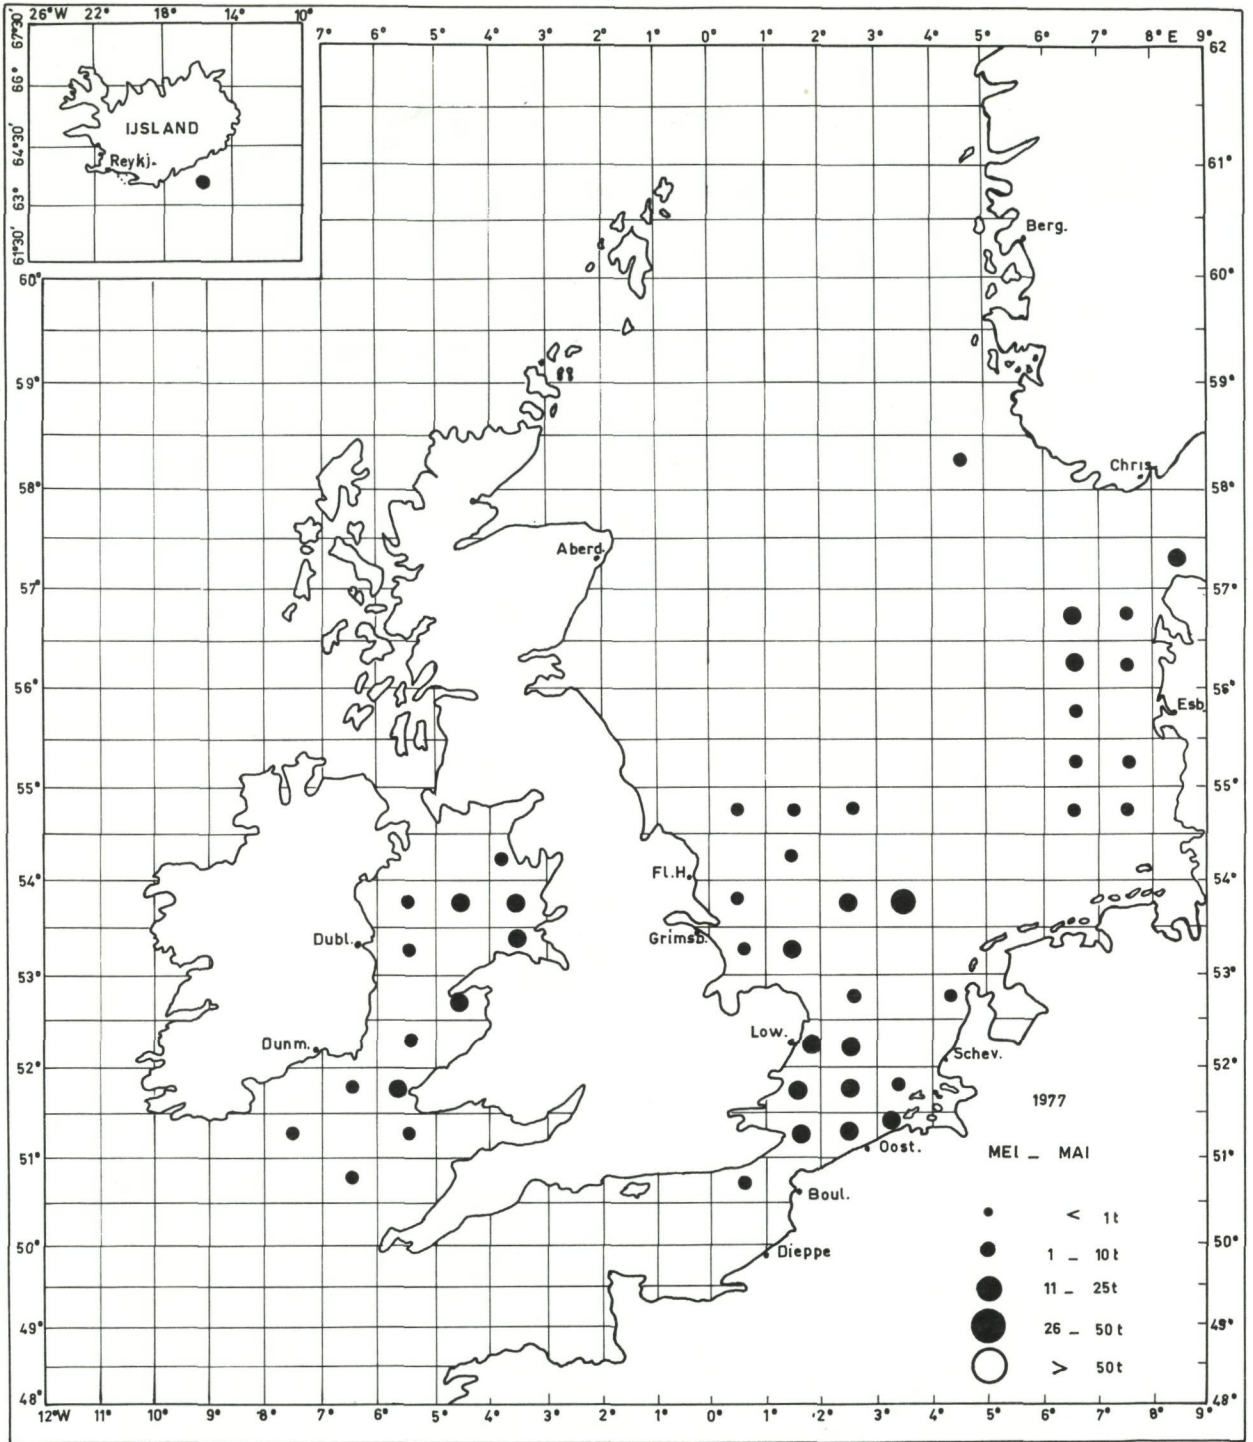 26°W 22° 18° 14° 10°
67°30'
66°
64°30'
63°
61°30'
IJSLAND
Reykj.
7° 6° 5° 4° 3° 2° 1° 0° 1° 2° 3° 4° 5° 6° 7° 8° E 9°
62
61°
Berg.
60° 60°
59° 59°
Chris
58° 58°
Aberd.
57° 57°
56° 56°
Esb
55° 55°
54° Fl.H. 54°
Dubl. Grimsb.
53° 53°
Dunm. Low. Schev.
52° 52°
1977
Oost.
51° MEI _ MAI 51°
Boul.
< 1t
50° Dieppe 1 _ 10t 50°
11 _ 25t
49° 26 _ 50t 49°
> 50t
48° 48°
12°W 11° 10° 9° 8° 7° 6° 5° 4° 3° 2° 1° 0° 1° 2° 3° 4° 5° 6° 7° 8°